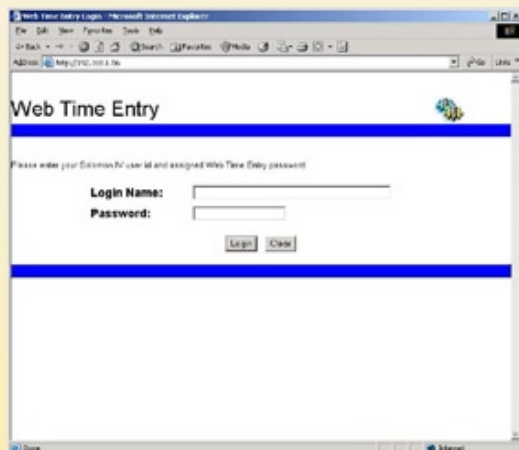 Web Time Entry Login - Microsoft Internet Explorer
File Edit View Favorites Tools Help
Back Search Favorites Media
Address Go Links
Web Time Entry
Please enter your Solomon IV user id and assigned Web Time Entry password
Login Name:
Password:
Login Clear
Done Internet